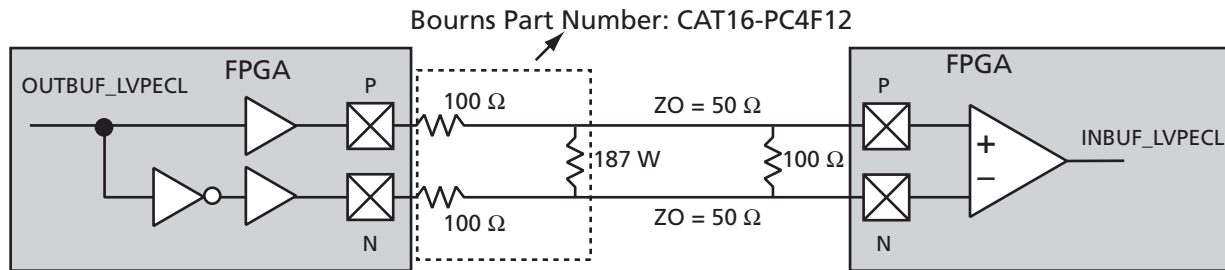 Bourns Part Number: CAT16-PC4F12
FPGA
OUTBUF_LVPECL
P
100 Ω
187 W
100 Ω
N
ZO = 50 Ω
100 Ω
ZO = 50 Ω
FPGA
P
+
−
N
INBUF_LVPECL